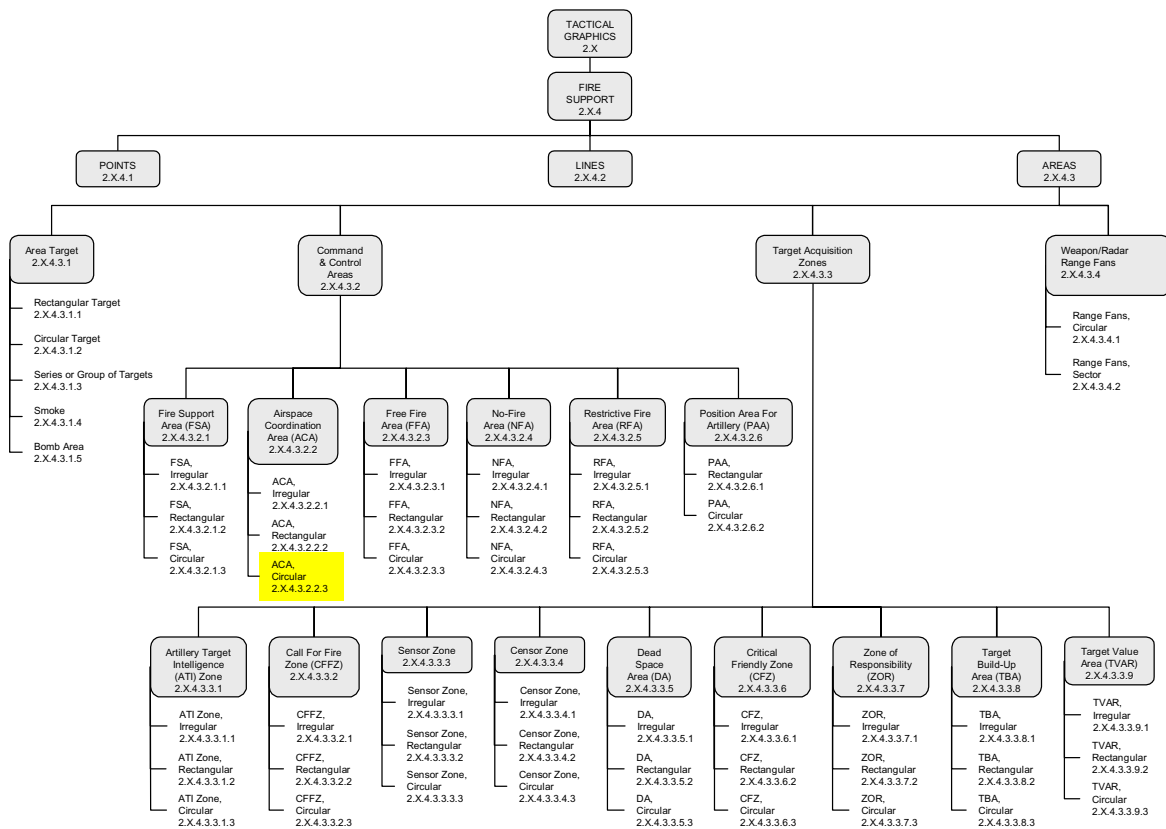 TACTICAL
GRAPHICS
2.X
FIRE
SUPPORT
2.X.4
POINTS
2.X.4.1
LINES
2.X.4.2
AREAS
2.X.4.3
Area Target
2.X.4.3.1
Rectangular Target
2.X.4.3.1.1
Circular Target
2.X.4.3.1.2
Series or Group of Targets
2.X.4.3.1.3
Smoke
2.X.4.3.1.4
Bomb Area
2.X.4.3.1.5
Command
& Control
Areas
2.X.4.3.2
Fire Support
Area (FSA)
2.X.4.3.2.1
FSA,
Irregular
2.X.4.3.2.1.1
FSA,
Rectangular
2.X.4.3.2.1.2
FSA,
Circular
2.X.4.3.2.1.3
Airspace
Coordination
Area (ACA)
2.X.4.3.2.2
ACA,
Irregular
2.X.4.3.2.2.1
ACA,
Rectangular
2.X.4.3.2.2.2
ACA,
Circular
2.X.4.3.2.2.3
Free Fire
Area (FFA)
2.X.4.3.2.3
FFA,
Irregular
2.X.4.3.2.3.1
FFA,
Rectangular
2.X.4.3.2.3.2
FFA,
Circular
2.X.4.3.2.3.3
No-Fire
Area (NFA)
2.X.4.3.2.4
NFA,
Irregular
2.X.4.3.2.4.1
NFA,
Rectangular
2.X.4.3.2.4.2
NFA,
Circular
2.X.4.3.2.4.3
Restrictive Fire
Area (RFA)
2.X.4.3.2.5
RFA,
Irregular
2.X.4.3.2.5.1
RFA,
Rectangular
2.X.4.3.2.5.2
RFA,
Circular
2.X.4.3.2.5.3
Position Area For
Artillery (PAA)
2.X.4.3.2.6
PAA,
Rectangular
2.X.4.3.2.6.1
PAA,
Circular
2.X.4.3.2.6.2
Target Acquisition
Zones
2.X.4.3.3
Artillery Target
Intelligence
(ATI) Zone
2.X.4.3.3.1
ATI Zone,
Irregular
2.X.4.3.3.1.1
ATI Zone,
Rectangular
2.X.4.3.3.1.2
ATI Zone,
Circular
2.X.4.3.3.1.3
Call For Fire
Zone (CFFZ)
2.X.4.3.3.2
CFFZ,
Irregular
2.X.4.3.3.2.1
CFFZ,
Rectangular
2.X.4.3.3.2.2
CFFZ,
Circular
2.X.4.3.3.2.3
Sensor Zone
2.X.4.3.3.3
Sensor Zone,
Irregular
2.X.4.3.3.3.1
Sensor Zone,
Rectangular
2.X.4.3.3.3.2
Sensor Zone,
Circular
2.X.4.3.3.3.3
Censor Zone
2.X.4.3.3.4
Censor Zone,
Irregular
2.X.4.3.3.4.1
Censor Zone,
Rectangular
2.X.4.3.3.4.2
Censor Zone,
Circular
2.X.4.3.3.4.3
Dead
Space
Area (DA)
2.X.4.3.3.5
DA,
Irregular
2.X.4.3.3.5.1
DA,
Rectangular
2.X.4.3.3.5.2
DA,
Circular
2.X.4.3.3.5.3
Critical
Friendly Zone
(CFZ)
2.X.4.3.3.6
CFZ,
Irregular
2.X.4.3.3.6.1
CFZ,
Rectangular
2.X.4.3.3.6.2
CFZ,
Circular
2.X.4.3.3.6.3
Zone of
Responsibility
(ZOR)
2.X.4.3.3.7
ZOR,
Irregular
2.X.4.3.3.7.1
ZOR,
Rectangular
2.X.4.3.3.7.2
ZOR,
Circular
2.X.4.3.3.7.3
Target
Build-Up
Area (TBA)
2.X.4.3.3.8
TBA,
Irregular
2.X.4.3.3.8.1
TBA,
Rectangular
2.X.4.3.3.8.2
TBA,
Circular
2.X.4.3.3.8.3
Target Value
Area (TVAR)
2.X.4.3.3.9
TVAR,
Irregular
2.X.4.3.3.9.1
TVAR,
Rectangular
2.X.4.3.3.9.2
TVAR,
Circular
2.X.4.3.3.9.3
Weapon/Radar
Range Fans
2.X.4.3.4
Range Fans,
Circular
2.X.4.3.4.1
Range Fans,
Sector
2.X.4.3.4.2